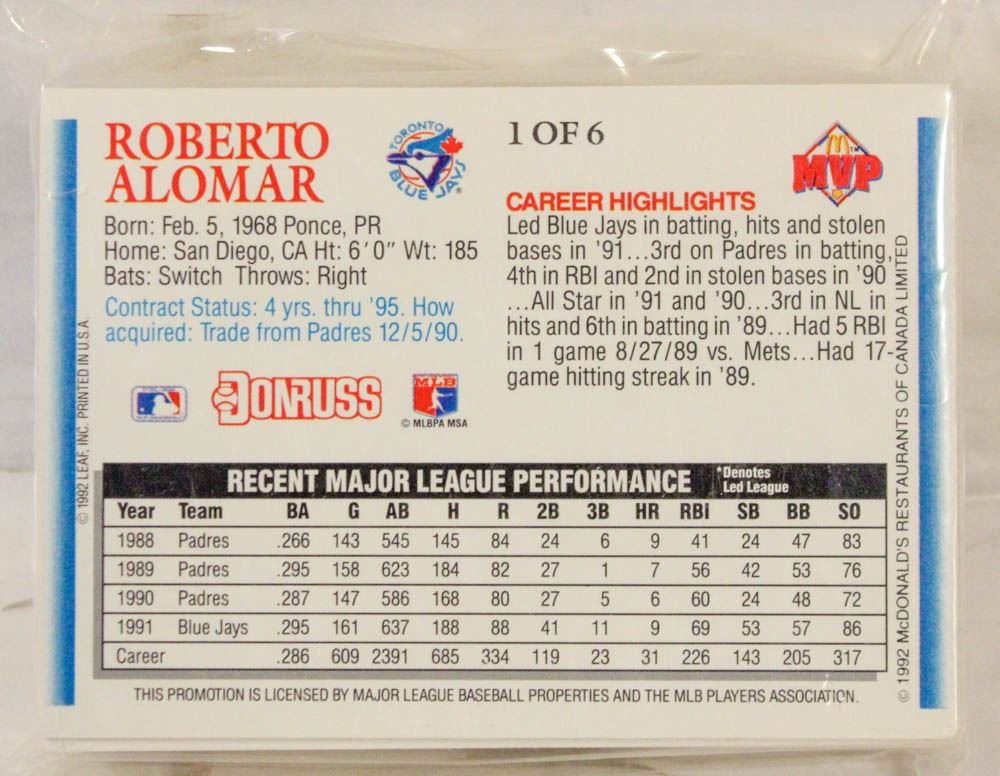 ROBERTO
ALOMAR
TORONTO
BLUE JAYS
Born: Feb. 5, 1968 Ponce, PR
Home: San Diego, CA Ht: 6'0" Wt: 185
Bats: Switch Throws: Right
Contract Status: 4 yrs. thru '95. How
acquired: Trade from Padres 12/5/90.
1 OF 6
MVP
TM
CAREER HIGHLIGHTS
Led Blue Jays in batting, hits and stolen
bases in '91...3rd on Padres in batting,
4th in RBI and 2nd in stolen bases in '90
...All Star in '91 and '90...3rd in NL in
hits and 6th in batting in '89...Had 5 RBI
in 1 game 8/27/89 vs. Mets...Had 17-
game hitting streak in '89.
DONRUSS
MLB
© MLBPA MSA
© 1992 LEAF, INC. PRINTED IN U.S.A.
© 1992 McDONALD'S RESTAURANTS OF CANADA LIMITED
RECENT MAJOR LEAGUE PERFORMANCE *Denotes
Led League
Year Team BA G AB H R 2B 3B HR RBI SB BB SO
1988 Padres .266 143 545 145 84 24 6 9 41 24 47 83
1989 Padres .295 158 623 184 82 27 1 7 56 42 53 76
1990 Padres .287 147 586 168 80 27 5 6 60 24 48 72
1991 Blue Jays .295 161 637 188 88 41 11 9 69 53 57 86
Career .286 609 2391 685 334 119 23 31 226 143 205 317
THIS PROMOTION IS LICENSED BY MAJOR LEAGUE BASEBALL PROPERTIES AND THE MLB PLAYERS ASSOCIATION.